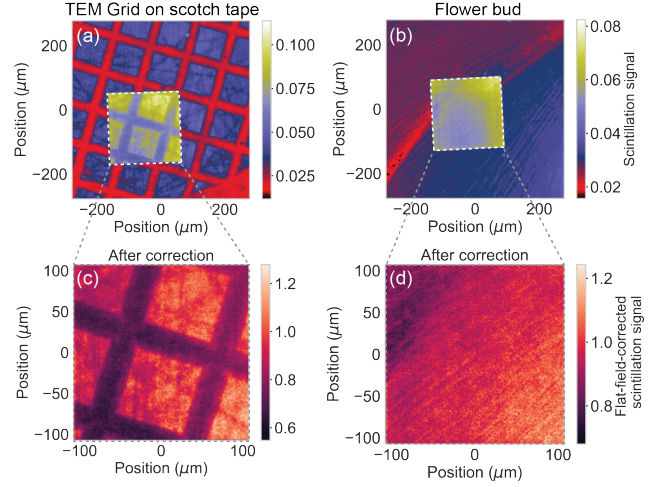 TEM Grid on scotch tape
Flower bud
(a)
(b)
Position (μm)
200
0
−200
−200
0
200
Position (μm)
0.100
0.075
0.050
0.025
Position (μm)
200
0
−200
−200
0
200
Position (μm)
0.08
0.06
0.04
0.02
Scintillation signal
After correction
After correction
(c)
(d)
Position (μm)
100
50
0
−50
−100
−100
0
100
Position (μm)
1.2
1.0
0.8
0.6
Position (μm)
100
50
0
−50
−100
−100
0
100
Position (μm)
1.2
1.0
0.8
Flat-field-corrected
scintillation signal